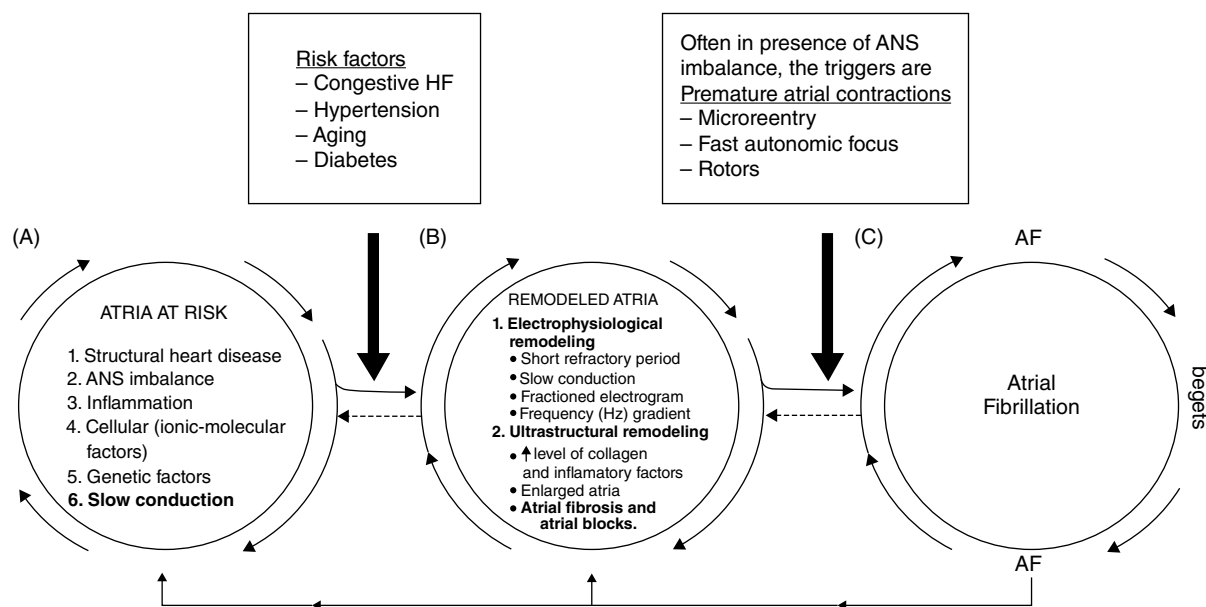 Risk factors
– Congestive HF
– Hypertension
– Aging
– Diabetes
Often in presence of ANS
imbalance, the triggers are
Premature atrial contractions
– Microreentry
– Fast autonomic focus
– Rotors
(A)
ATRIA AT RISK
1. Structural heart disease
2. ANS imbalance
3. Inflammation
4. Cellular (ionic-molecular
factors)
5. Genetic factors
6. Slow conduction
(B)
REMODELED ATRIA
1. Electrophysiological
remodeling
• Short refractory period
• Slow conduction
• Fractioned electrogram
• Frequency (Hz) gradient
2. Ultrastructural remodeling
• ↑ level of collagen
and inflamatory factors
• Enlarged atria
• Atrial fibrosis and
atrial blocks.
(C)
AF
Atrial
Fibrillation
begets
AF